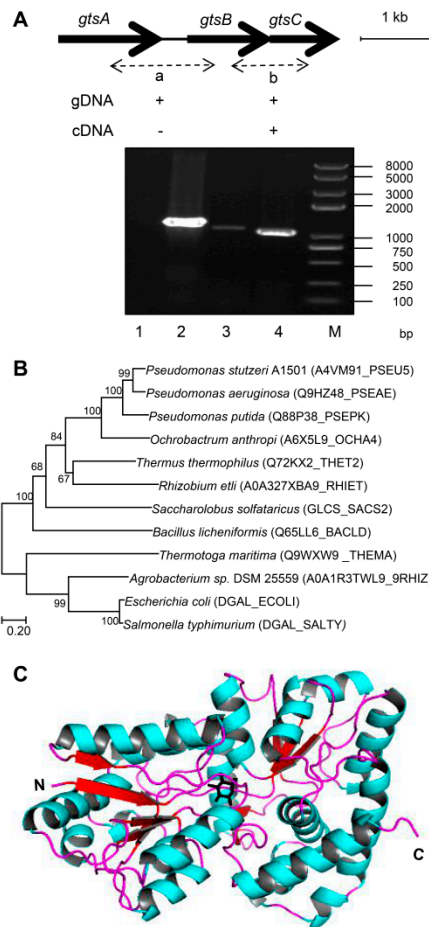 A
gtsA gtsB gtsC 1 kb
a b
gDNA + +
cDNA - +
8000
5000
3000
2000
1000
750
500
250
100
1 2 3 4 M bp
B
99 Pseudomonas stutzeri A1501 (A4VM91_PSEU5)
100 Pseudomonas aeruginosa (Q9HZ48_PSEAE)
Pseudomonas putida (Q88P38_PSEPK)
100
Ochrobactrum anthropi (A6X5L9_OCHA4)
84
Thermus thermophilus (Q72KX2_THET2)
68 67
Rhizobium etli (A0A327XBA9_RHIET)
100
Saccharolobus solfataricus (GLCS_SACS2)
Bacillus licheniformis (Q65LL6_BACLD)
Thermotoga maritima (Q9WXW9 _THEMA)
Agrobacterium sp. DSM 25559 (A0A1R3TWL9_9RHIZ
99
Escherichia coli (DGAL_ECOLI)
0.20 100 Salmonella typhimurium (DGAL_SALTY)
C
N
C